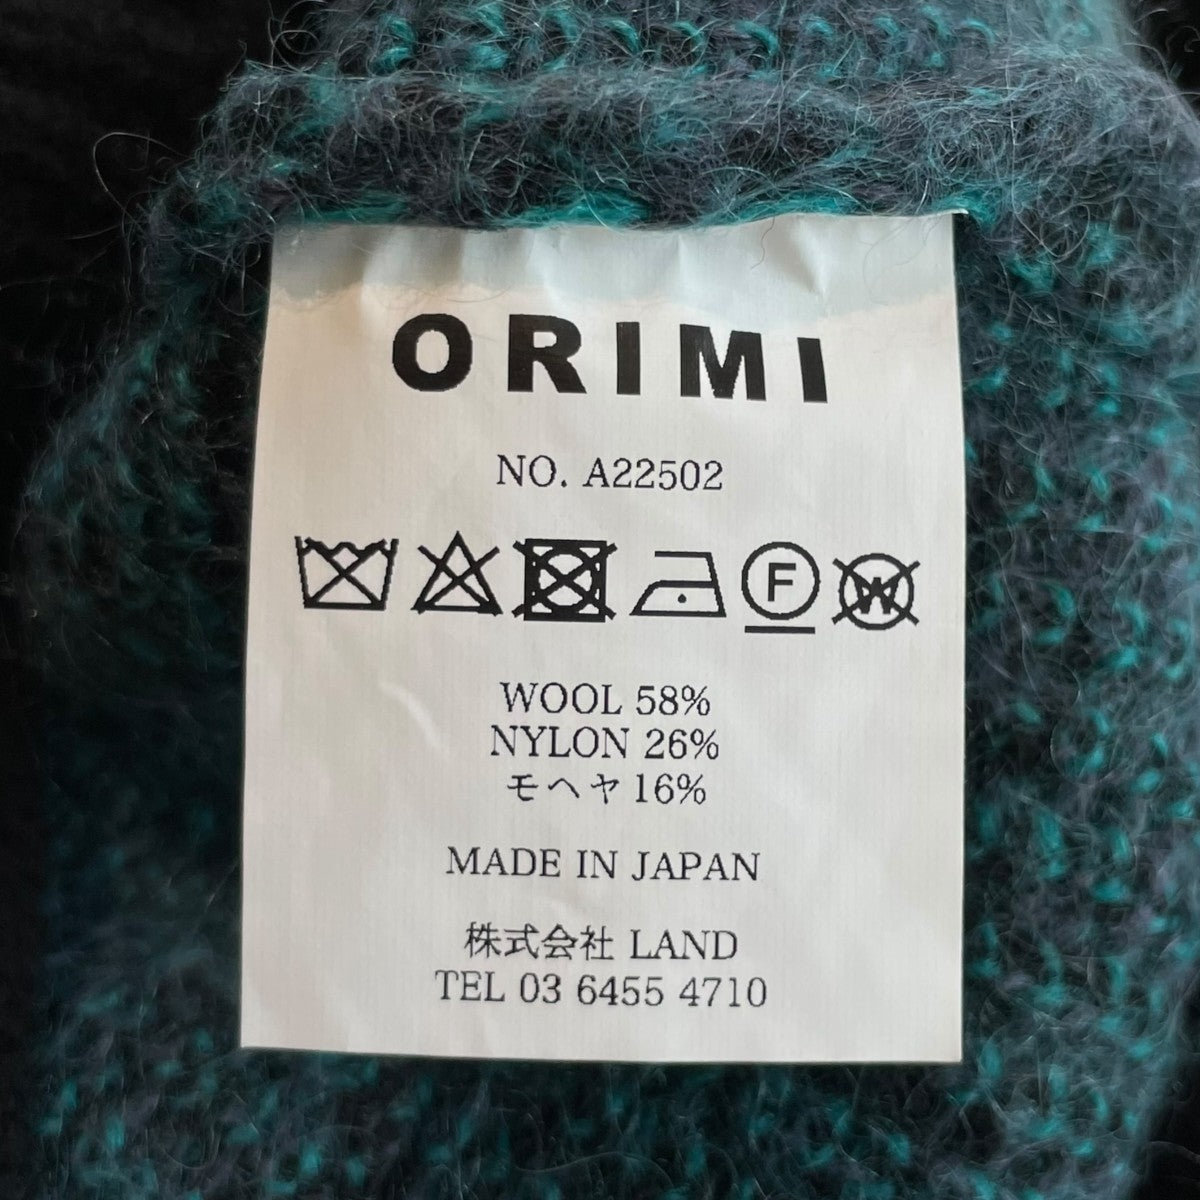 ORIMI
NO. A22502
F W
WOOL 58%
NYLON 26%
モヘヤ 16%
MADE IN JAPAN
株式会社 LAND
TEL 03 6455 4710